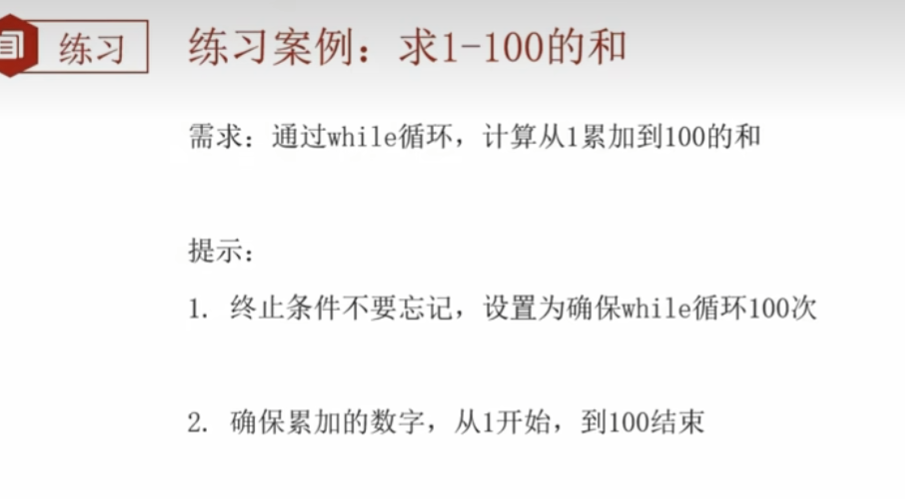 练习
练习案例：求1-100的和
需求：通过while循环，计算从1累加到100的和
提示：
1. 终止条件不要忘记，设置为确保while循环100次
2. 确保累加的数字，从1开始，到100结束